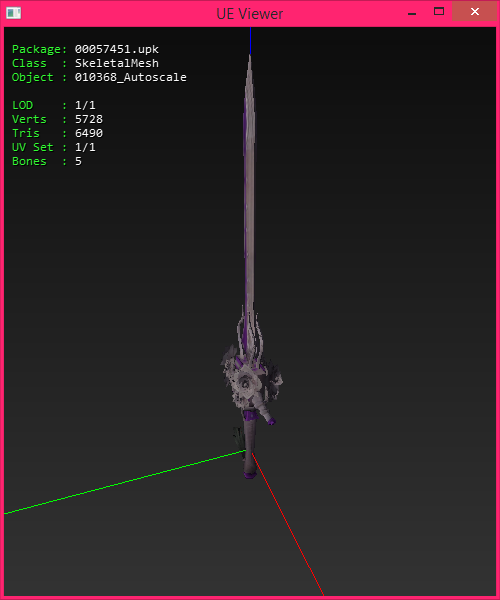 UE Viewer
Package: 00057451.upk
Class  : SkeletalMesh
Object : 010368_Autoscale
LOD    : 1/1
Verts  : 5728
Tris   : 6490
UV Set : 1/1
Bones  : 5